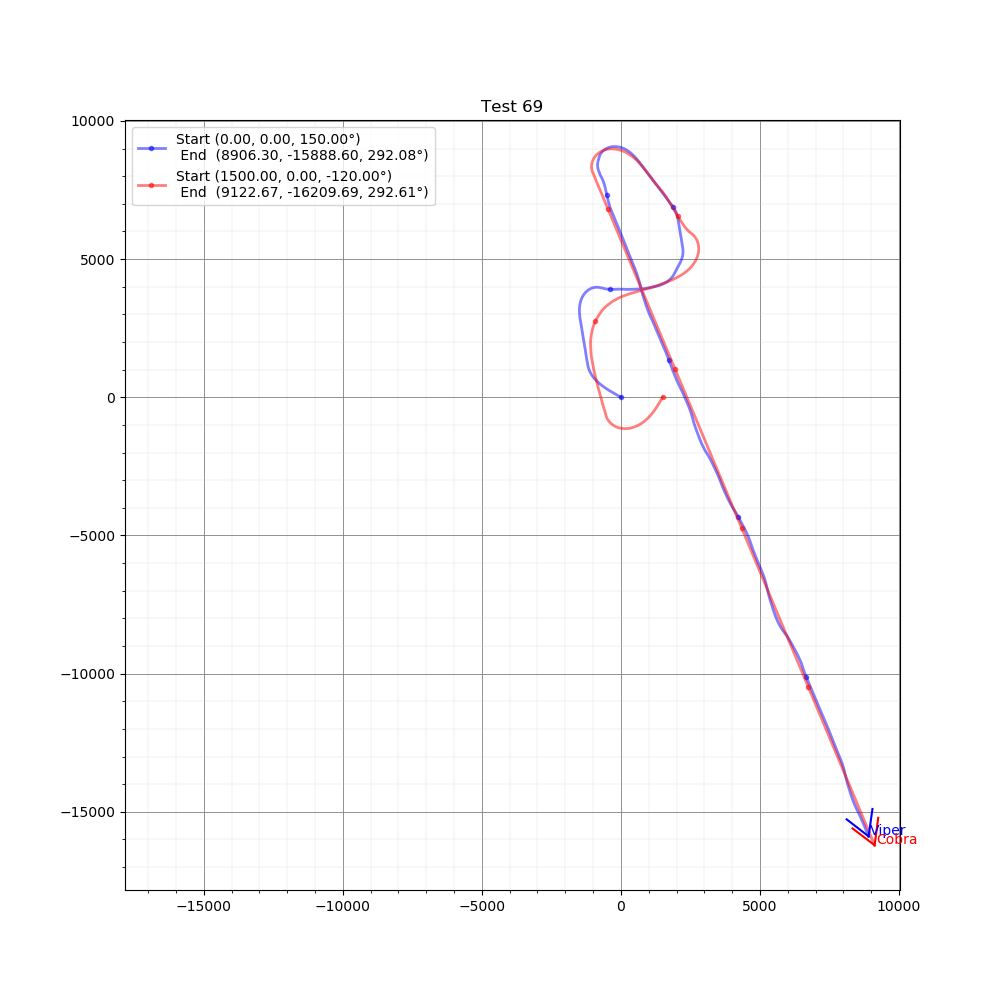 Test 69
Start (0.00, 0.00, 150.00°)
End (8906.30, -15888.60, 292.08°)
Start (1500.00, 0.00, -120.00°)
End (9122.67, -16209.69, 292.61°)
10000
5000
0
−5000
−10000
−15000
Viper
Cobra
−15000 −10000 −5000 0 5000 10000